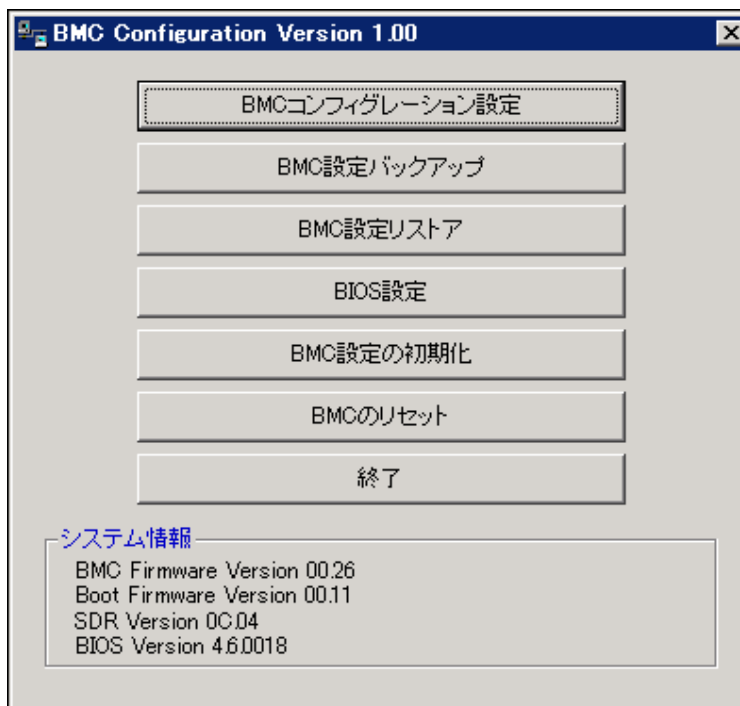 BMC Configuration Version 1.00
BMCコンフィグレーション設定
BMC設定バックアップ
BMC設定リストア
BIOS設定
BMC設定の初期化
BMCのリセット
終了
システム情報
BMC Firmware Version 00.26
Boot Firmware Version 00.11
SDR Version 0C.04
BIOS Version 4.6.0018